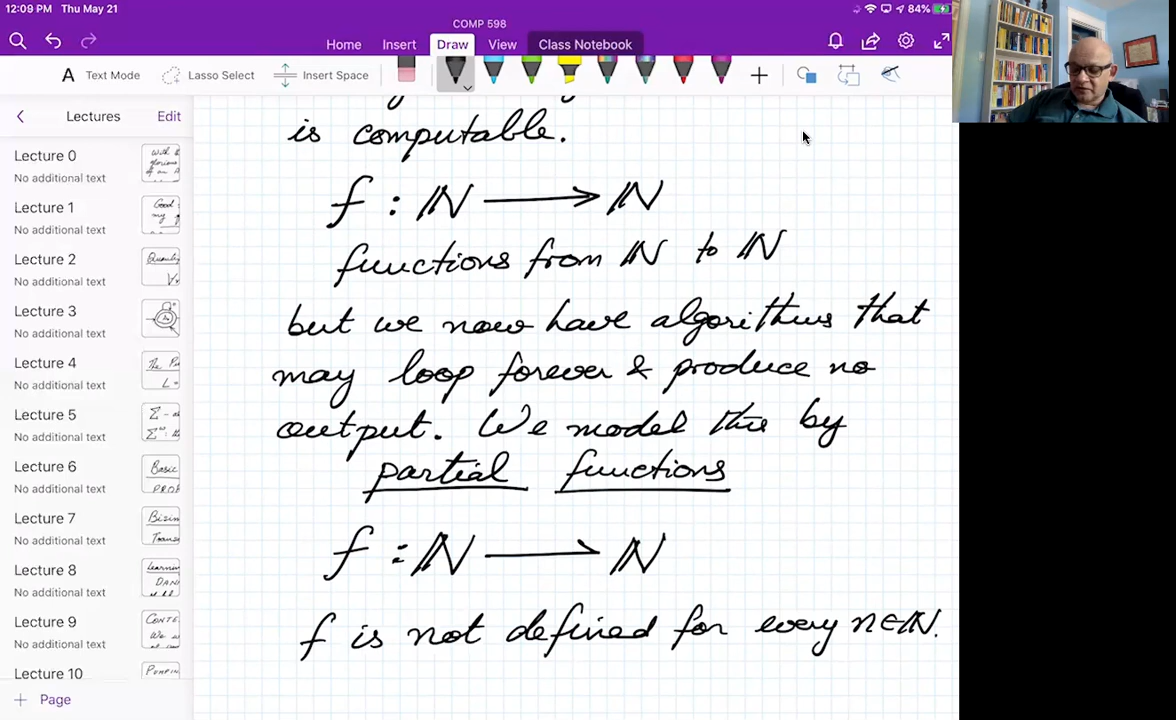 12:09 PM Thu May 21
84%
COMP 598
Home Insert Draw View Class Notebook
A Text Mode Lasso Select Insert Space
Lectures Edit
Lecture 0
No additional text
Lecture 1
No additional text
Lecture 2
No additional text
Lecture 3
No additional text
Lecture 4
No additional text
Lecture 5
No additional text
Lecture 6
No additional text
Lecture 7
No additional text
Lecture 8
No additional text
Lecture 9
No additional text
Lecture 10
+ Page
is computable.
f : ℕ ⟶ ℕ
functions from ℕ to ℕ
but we now have algorithms that
may loop forever & produce no
output. We model this by
partial functions
f : ℕ ⇀ ℕ
f is not defined for every n∈ℕ.